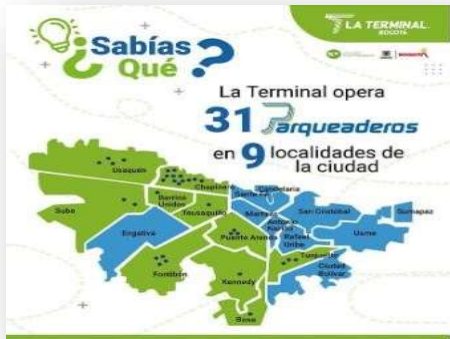 LA TERMINAL
BOGOTÁ
¿Sabías
Qué?
La Terminal opera
31 Parqueaderos
en 9 localidades de
la ciudad
Usaquén
Chapinero
Candelaria
Santa Fe
Barrios
Unidos
Suba
Teusaquillo
Mártires
San Cristóbal
Sumapaz
Antonio
Nariño
Engativá
Puente Aranda
Rafael
Uribe
Usme
Tunjuelito
Fontibón
Ciudad
Bolívar
Kennedy
Bosa